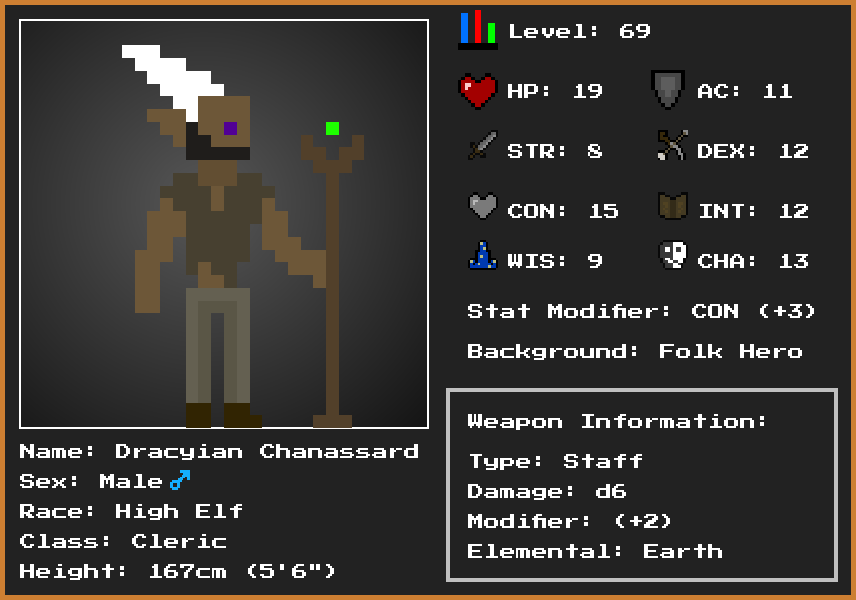 Level: 69
HP: 19
AC: 11
STR: 8
DEX: 12
CON: 15
INT: 12
WIS: 9
CHA: 13
Stat Modifier: CON (+3)
Background: Folk Hero
Weapon Information:
Type: Staff
Damage: d6
Modifier: (+2)
Elemental: Earth
Name: Dracyian Chanassard
Sex: Male♂
Race: High Elf
Class: Cleric
Height: 167cm (5'6")